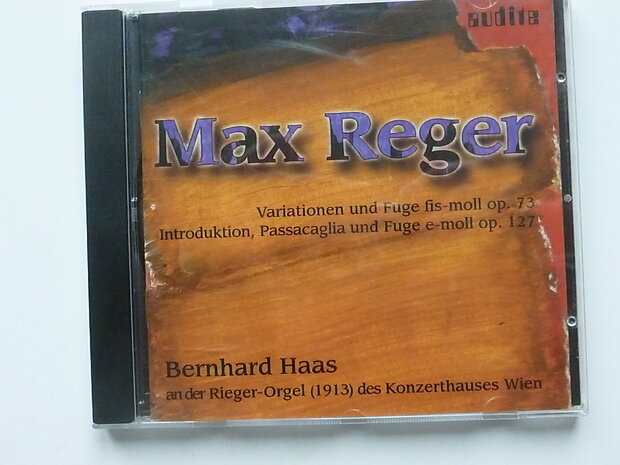 audite
Max Reger
Variationen und Fuge fis-moll op. 73
Introduktion, Passacaglia und Fuge e-moll op. 127
Bernhard Haas
an der Rieger-Orgel (1913) des Konzerthauses Wien